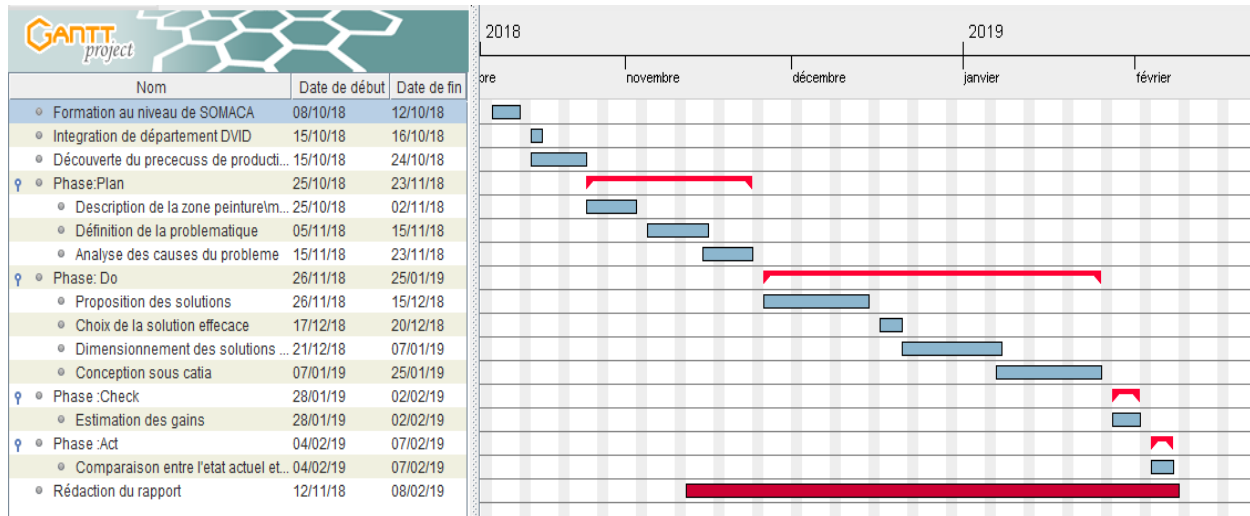 GANTT
project
2018 2019
bre novembre décembre janvier février
Nom Date de début Date de fin
Formation au niveau de SOMACA 08/10/18 12/10/18
Integration de département DVID 15/10/18 16/10/18
Découverte du prececuss de producti... 15/10/18 24/10/18
Phase:Plan 25/10/18 23/11/18
Description de la zone peinture\m... 25/10/18 02/11/18
Définition de la problematique 05/11/18 15/11/18
Analyse des causes du probleme 15/11/18 23/11/18
Phase: Do 26/11/18 25/01/19
Proposition des solutions 26/11/18 15/12/18
Choix de la solution effecace 17/12/18 20/12/18
Dimensionnement des solutions ... 21/12/18 07/01/19
Conception sous catia 07/01/19 25/01/19
Phase :Check 28/01/19 02/02/19
Estimation des gains 28/01/19 02/02/19
Phase :Act 04/02/19 07/02/19
Comparaison entre l'etat actuel et... 04/02/19 07/02/19
Rédaction du rapport 12/11/18 08/02/19